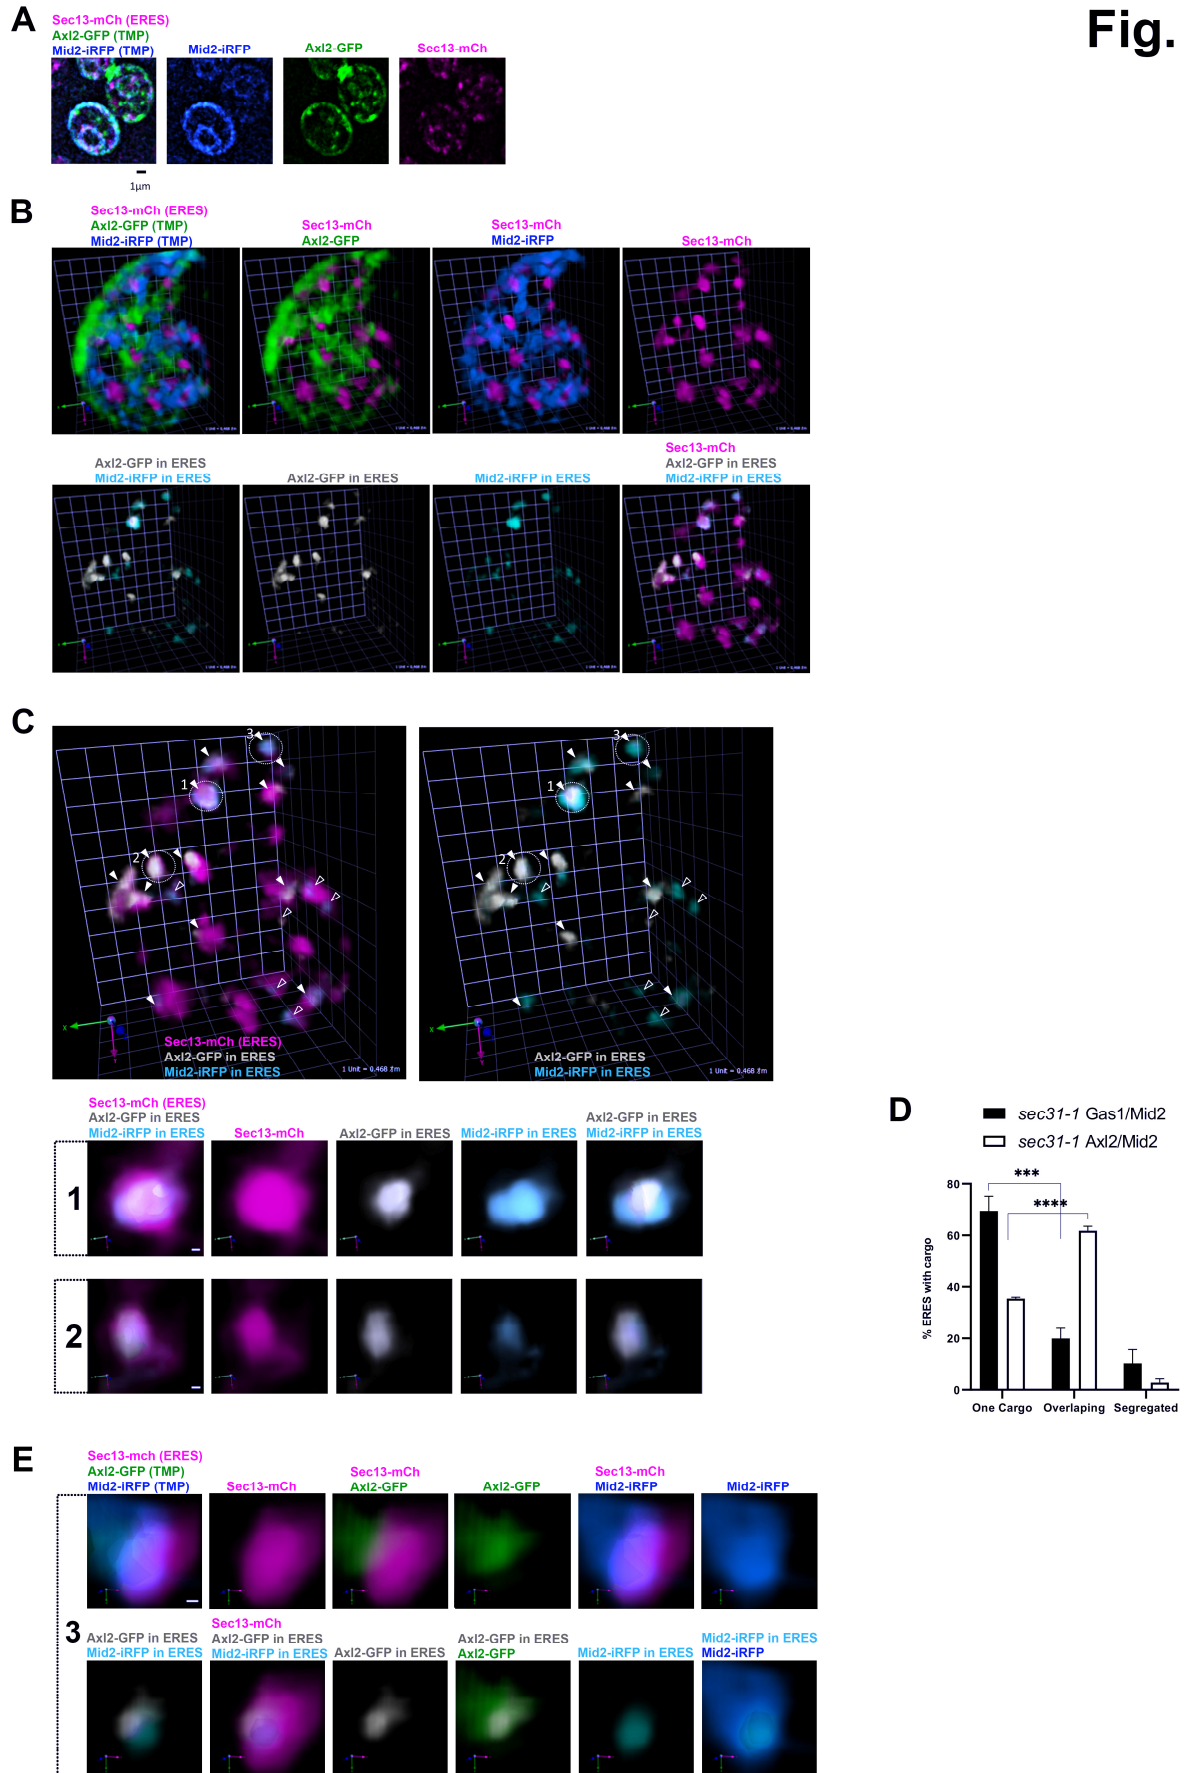 A
Fig.
Sec13-mCh (ERES)
Axl2-GFP (TMP)
Mid2-iRFP (TMP)
Mid2-iRFP
Axl2-GFP
Sec13-mCh
1µm
B
Sec13-mCh (ERES)
Axl2-GFP (TMP)
Mid2-iRFP (TMP)
Sec13-mCh
Axl2-GFP
Sec13-mCh
Mid2-iRFP
Sec13-mCh
Axl2-GFP in ERES
Mid2-iRFP in ERES
Axl2-GFP in ERES
Mid2-iRFP in ERES
Sec13-mCh
Axl2-GFP in ERES
Mid2-iRFP in ERES
C
3
1
2
Sec13-mCh (ERES)
Axl2-GFP in ERES
Mid2-iRFP in ERES
1 Unit = 0.468
X
Y
3
1
2
Axl2-GFP in ERES
Mid2-iRFP in ERES
1 Unit = 0.468
X
Y
Sec13-mCh (ERES)
Axl2-GFP in ERES
Mid2-iRFP in ERES
Sec13-mCh
Axl2-GFP in ERES
Mid2-iRFP in ERES
Axl2-GFP in ERES
Mid2-iRFP in ERES
1
2
D
sec31-1 Gas1/Mid2
sec31-1 Axl2/Mid2
***
****
% ERES with cargo
80
60
40
20
0
One Cargo
Overlaping
Segregated
E
Sec13-mch (ERES)
Axl2-GFP (TMP)
Mid2-iRFP (TMP)
Sec13-mCh
Sec13-mCh
Axl2-GFP
Axl2-GFP
Sec13-mCh
Mid2-iRFP
Mid2-iRFP
3
Axl2-GFP in ERES
Mid2-iRFP in ERES
Sec13-mCh
Axl2-GFP in ERES
Mid2-iRFP in ERES
Axl2-GFP in ERES
Axl2-GFP in ERES
Axl2-GFP
Mid2-iRFP in ERES
Mid2-iRFP in ERES
Mid2-iRFP